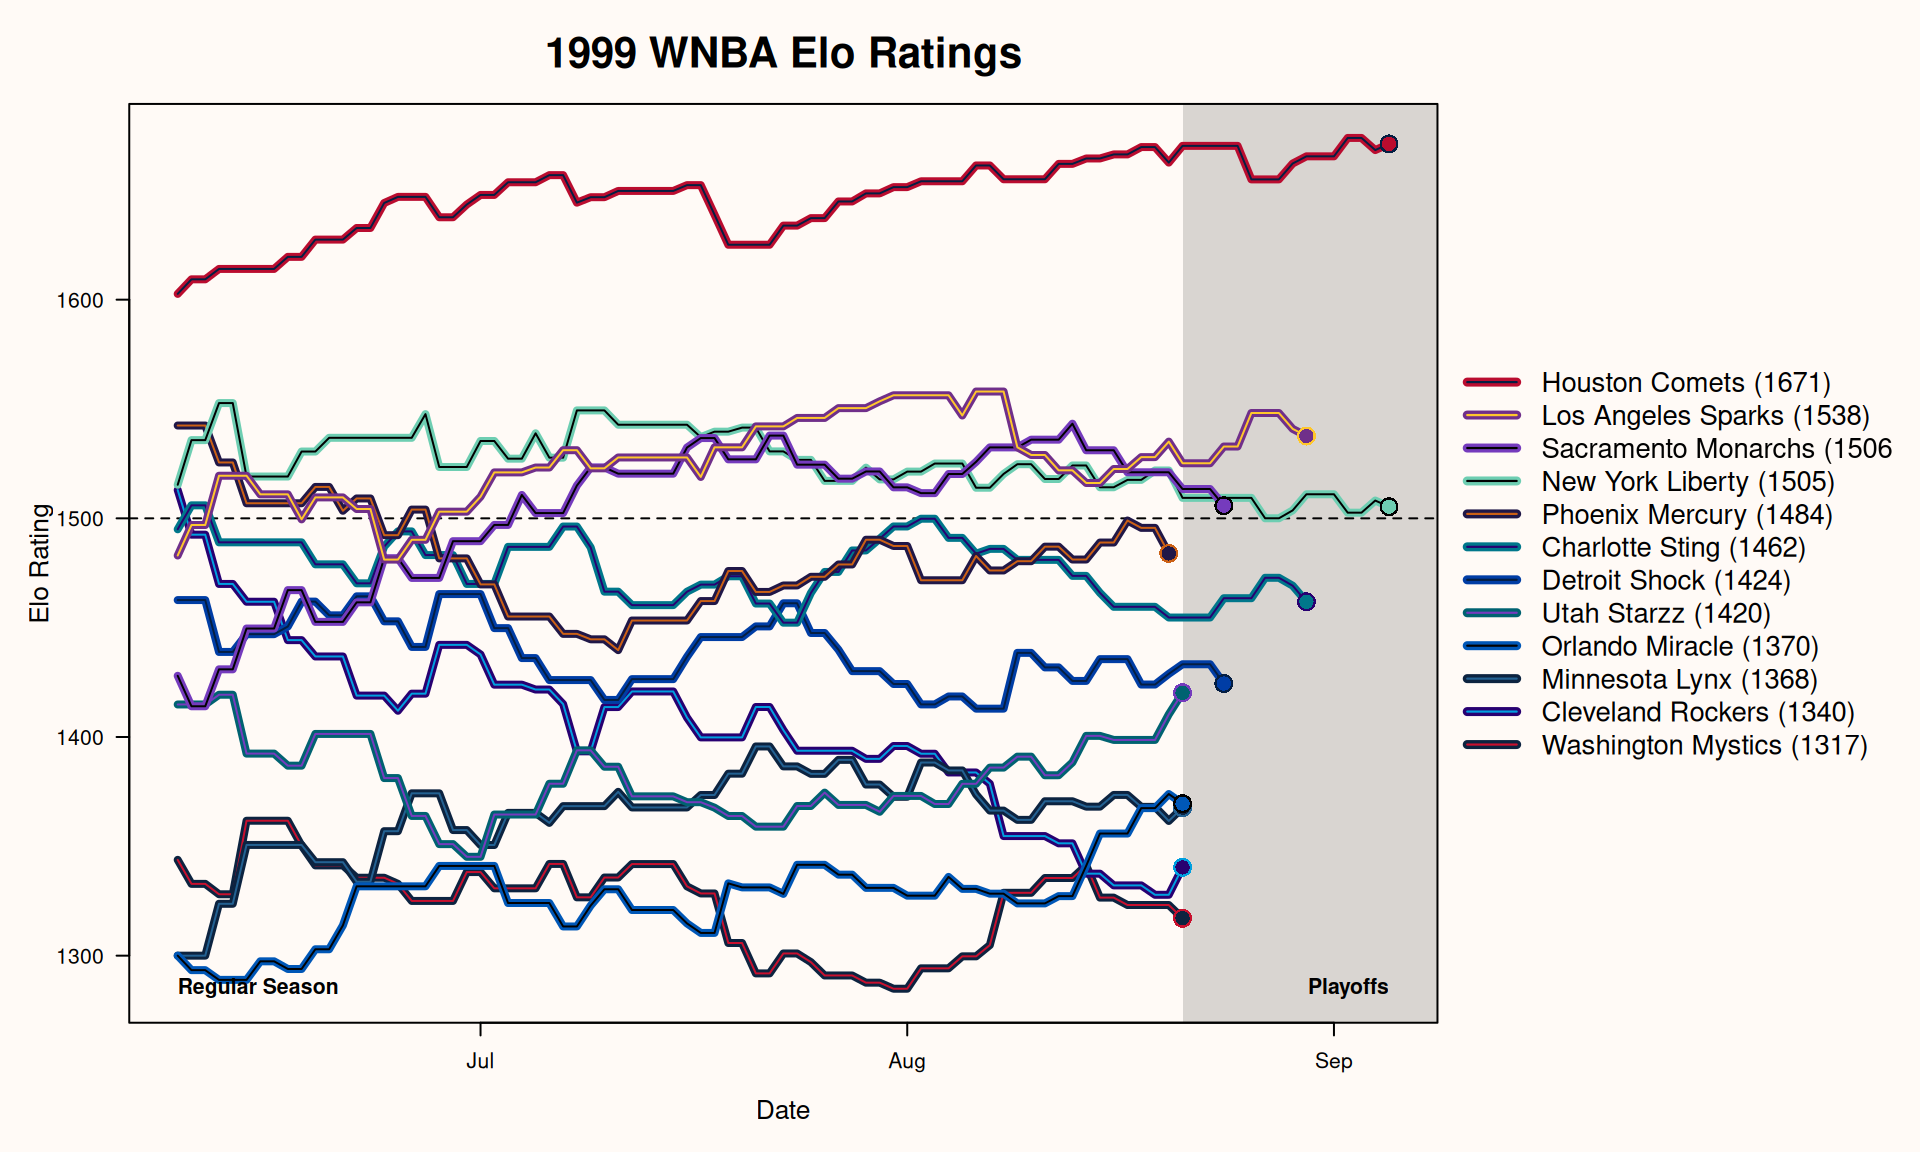 1999 WNBA Elo Ratings
Elo Rating
1600
1500
1400
1300
Regular Season
Playoffs
Jul
Aug
Sep
Date
Houston Comets (1671)
Los Angeles Sparks (1538)
Sacramento Monarchs (1506
New York Liberty (1505)
Phoenix Mercury (1484)
Charlotte Sting (1462)
Detroit Shock (1424)
Utah Starzz (1420)
Orlando Miracle (1370)
Minnesota Lynx (1368)
Cleveland Rockers (1340)
Washington Mystics (1317)